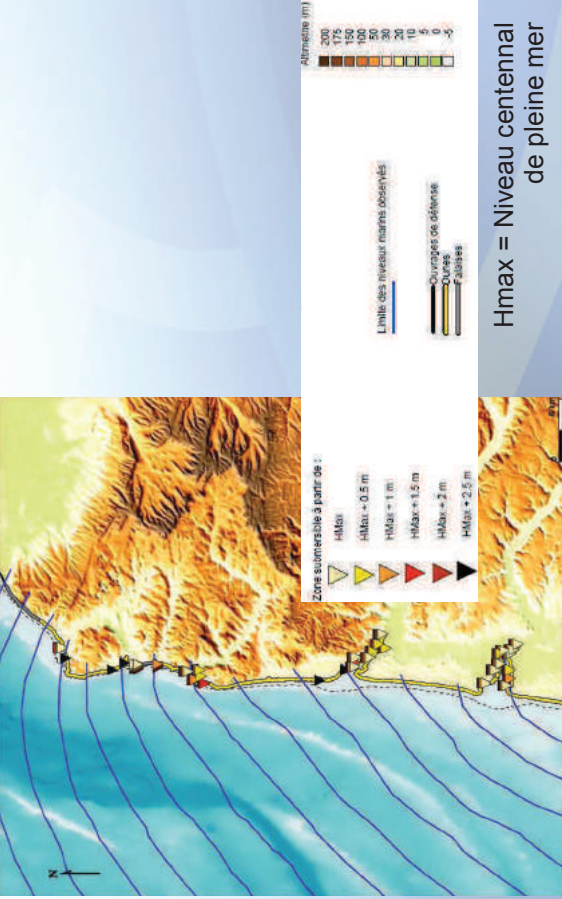 Altimétrie (m)
200
175
150
100
50
30
20
10
5
0
-5
Limite des niveaux marins observés
Ouvrages de défense
Dunes
Falaises
Hmax = Niveau centennal
de pleine mer
Zone submersible à partir de :
HMax
HMax + 0.5 m
HMax + 1 m
HMax + 1.5 m
HMax + 2 m
HMax + 2.5 m
N